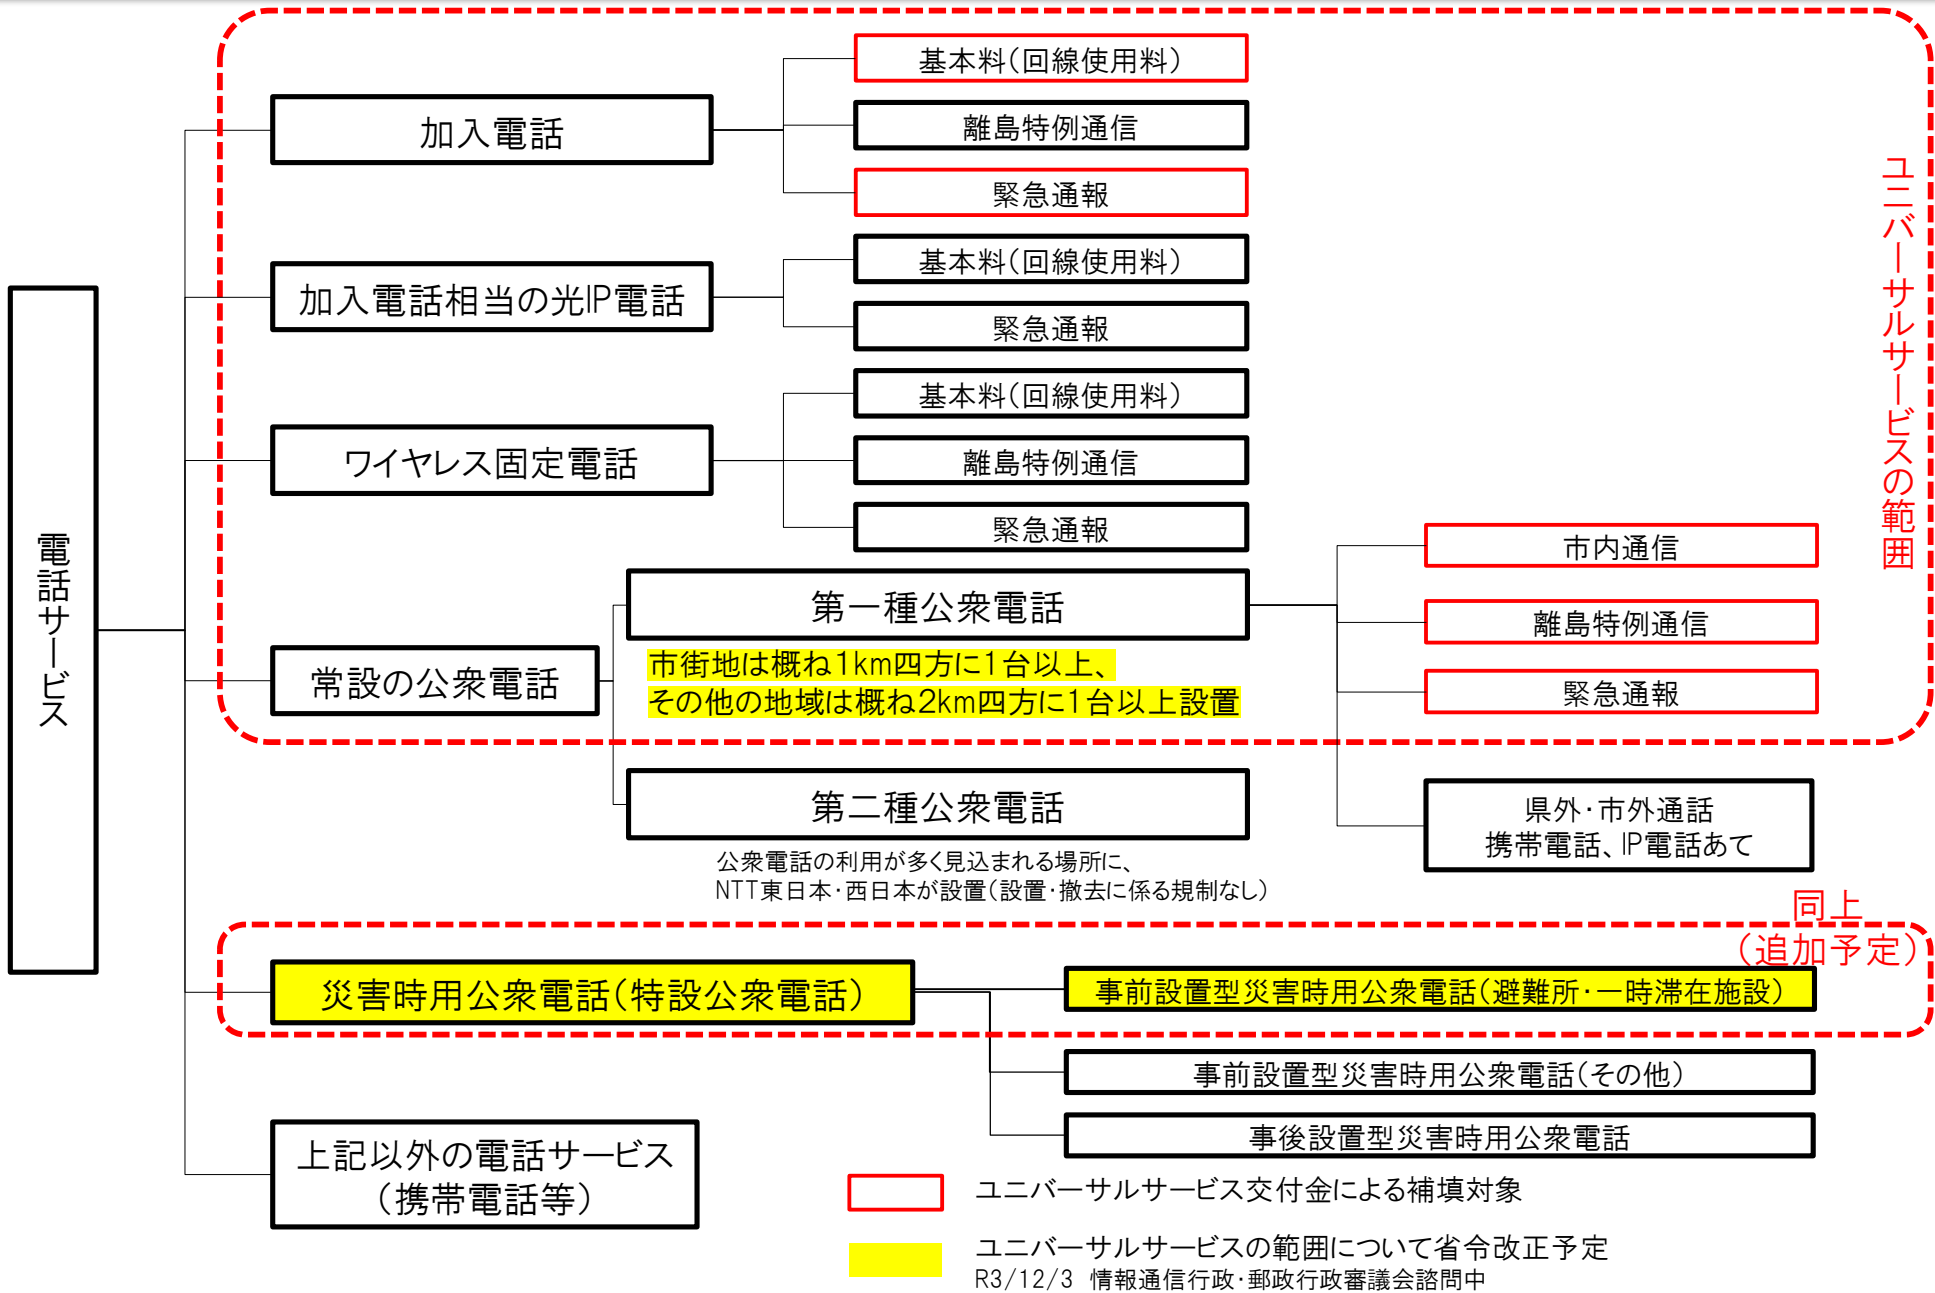 電話サービス
加入電話
基本料(回線使用料)
離島特例通信
緊急通報
加入電話相当の光IP電話
基本料(回線使用料)
緊急通報
ワイヤレス固定電話
基本料(回線使用料)
離島特例通信
緊急通報
常設の公衆電話
第一種公衆電話
市街地は概ね1km四方に1台以上、
その他の地域は概ね2km四方に1台以上設置
市内通信
離島特例通信
緊急通報
県外・市外通話
携帯電話、IP電話あて
第二種公衆電話
公衆電話の利用が多く見込まれる場所に、
NTT東日本・西日本が設置(設置・撤去に係る規制なし)
ユニバーサルサービスの範囲
同上
(追加予定)
災害時用公衆電話(特設公衆電話)
事前設置型災害時用公衆電話(避難所・一時滞在施設)
事前設置型災害時用公衆電話(その他)
事後設置型災害時用公衆電話
上記以外の電話サービス
(携帯電話等)
ユニバーサルサービス交付金による補填対象
ユニバーサルサービスの範囲について省令改正予定
R3/12/3 情報通信行政・郵政行政審議会諮問中